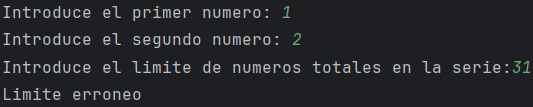 Introduce el primer numero: 1
Introduce el segundo numero: 2
Introduce el limite de numeros totales en la serie:31
Limite erroneo